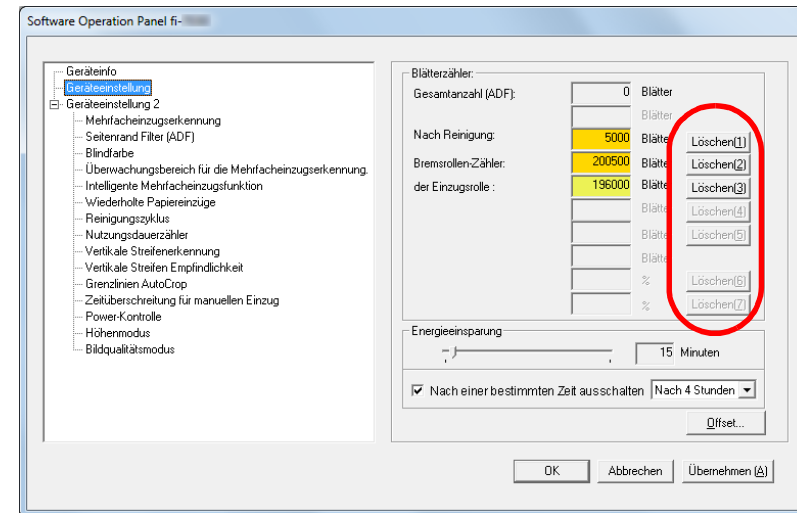 Software Operation Panel fi-
Geräteinfo
Geräteeinstellung
Geräteeinstellung 2
Mehrfacheinzugserkennung
Seitenrand Filter (ADF)
Blindfarbe
Überwachungsbereich für die Mehrfacheinzugserkennung.
Intelligente Mehrfacheinzugsfunktion
Wiederholte Papiereinzüge
Reinigungszyklus
Nutzungsdauerzähler
Vertikale Streifenerkennung
Vertikale Streifen Empfindlichkeit
Grenzlinien AutoCrop
Zeitüberschreitung für manuellen Einzug
Power-Kontrolle
Höhenmodus
Bildqualitätsmodus
Blätterzähler:
Gesamtanzahl (ADF): 0 Blätter
Blätter
Nach Reinigung: 5000 Blätter Löschen(1)
Bremsrollen-Zähler: 200500 Blätter Löschen(2)
der Einzugsrolle : 196000 Blätter Löschen(3)
Blätter Löschen(4)
Blätter Löschen(5)
Blätter
% Löschen(6)
% Löschen(7)
Energieeinsparung
15 Minuten
Nach einer bestimmten Zeit ausschalten Nach 4 Stunden
Offset...
OK Abbrechen Übernehmen (A)